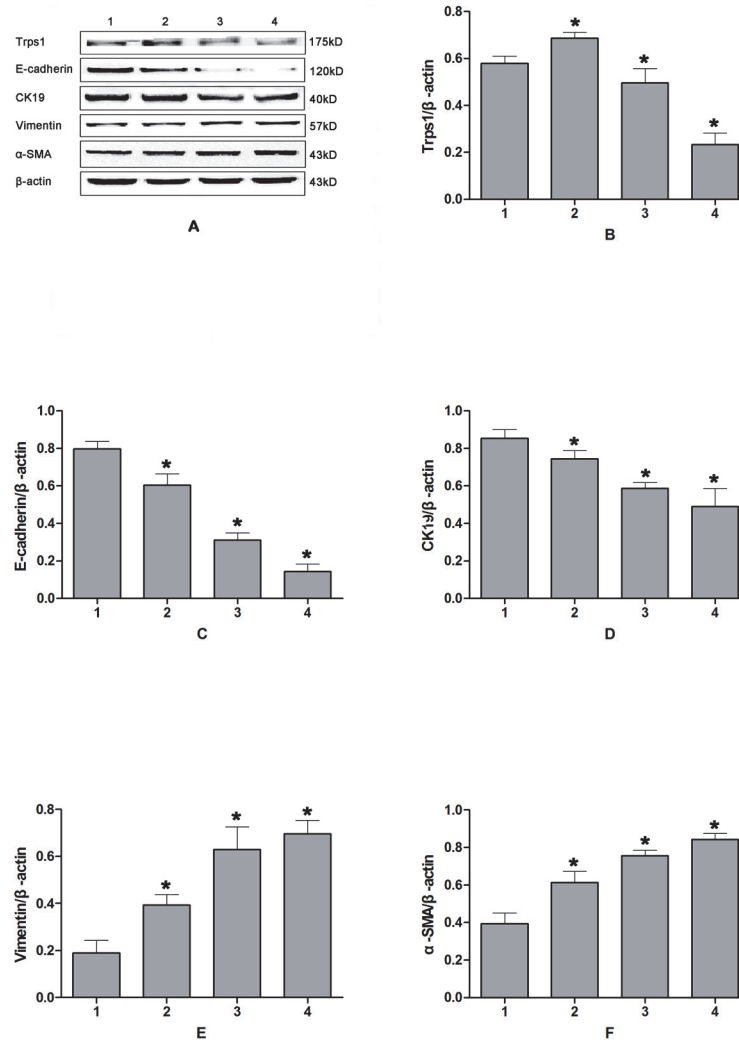 1 2 3 4
Trps1 175kD
E-cadherin 120kD
CK19 40kD
Vimentin 57kD
α-SMA 43kD
β-actin 43kD
A
Trps1/β -actin
0.8
0.6
0.4
0.2
0.0
* * *
1 2 3 4
B
E-cadherin/β -actin
1.0
0.8
0.6
0.4
0.2
0.0
* * *
1 2 3 4
C
CK19/β -actin
1.0
0.8
0.6
0.4
0.2
0.0
* * *
1 2 3 4
D
Vimentin/β -actin
0.8
0.6
0.4
0.2
0.0
* * *
1 2 3 4
E
α -SMA/β -actin
1.0
0.8
0.6
0.4
0.2
0.0
* * *
1 2 3 4
F